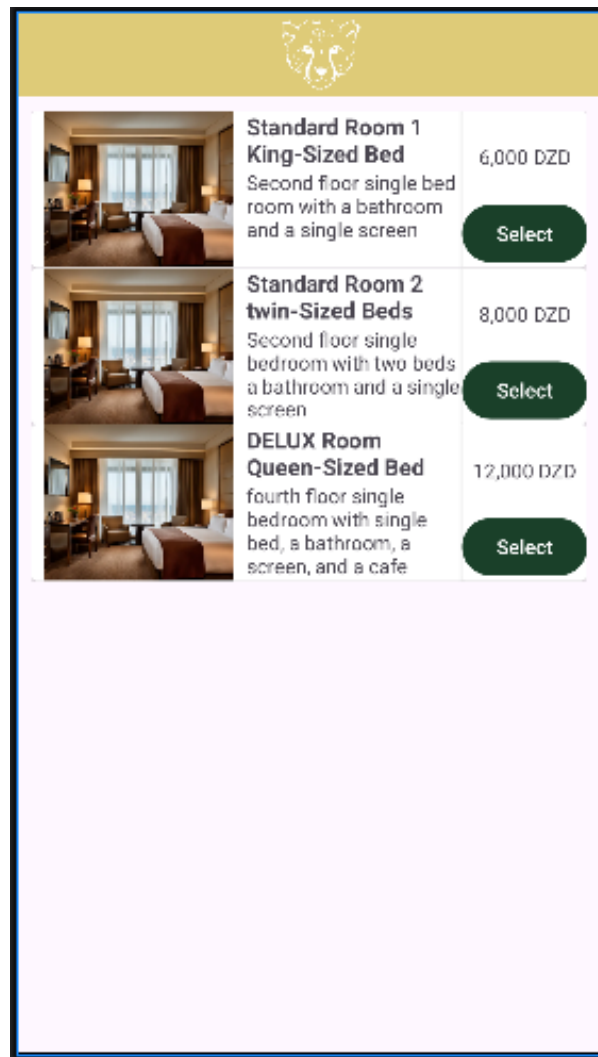 Standard Room 1
King-Sized Bed
Second floor single bed
room with a bathroom
and a single screen
6,000 DZD
Select
Standard Room 2
twin-Sized Beds
Second floor single
bedroom with two beds
a bathroom and a single
screen
8,000 DZD
Select
DELUX Room
Queen-Sized Bed
fourth floor single
bedroom with single
bed, a bathroom, a
screen, and a cafe
12,000 DZD
Select